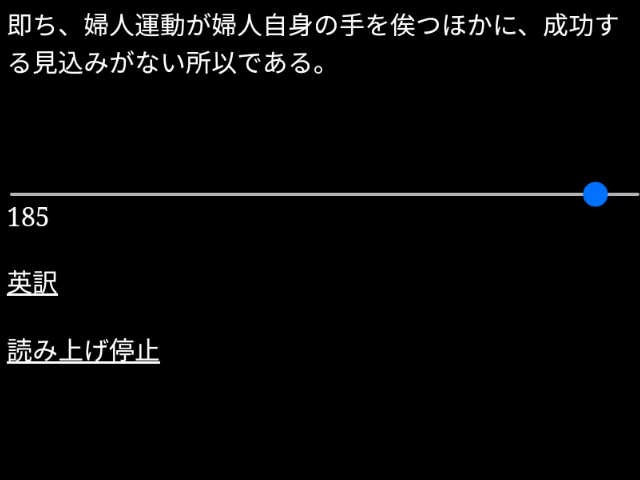 即ち、婦人運動が婦人自身の手を俟つほかに、成功す
る見込みがない所以である。
185
英訳
読み上げ停止